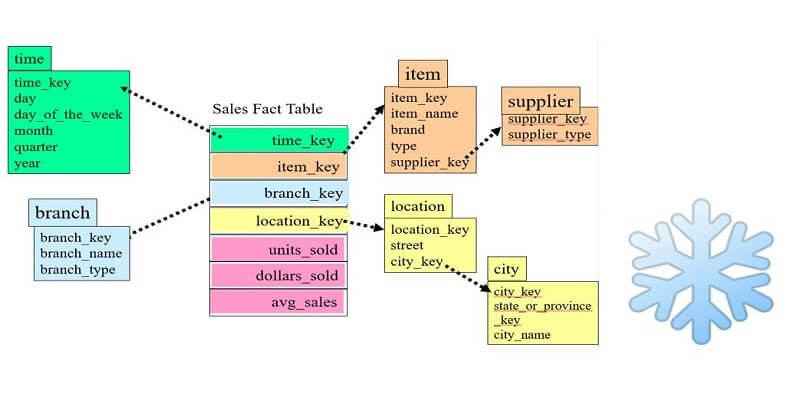 time
time_key
day
day_of_the_week
month
quarter
year
branch
branch_key
branch_name
branch_type
Sales Fact Table
time_key
item_key
branch_key
location_key
units_sold
dollars_sold
avg_sales
item
item_key
item_name
brand
type
supplier_key
supplier
supplier_key
supplier_type
location
location_key
street
city_key
city
city_key
state_or_province
_key
city_name